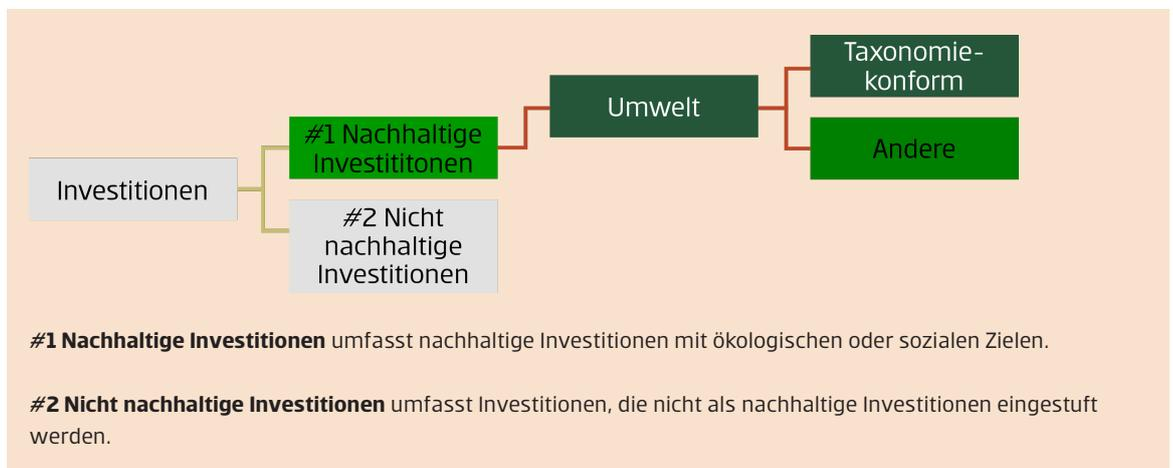 Taxonomie-
konform
Umwelt
#1 Nachhaltige
Investititonen
Andere
Investitionen
#2 Nicht
nachhaltige
Investitionen
#1 Nachhaltige Investitionen umfasst nachhaltige Investitionen mit ökologischen oder sozialen Zielen.
#2 Nicht nachhaltige Investitionen umfasst Investitionen, die nicht als nachhaltige Investitionen eingestuft
werden.